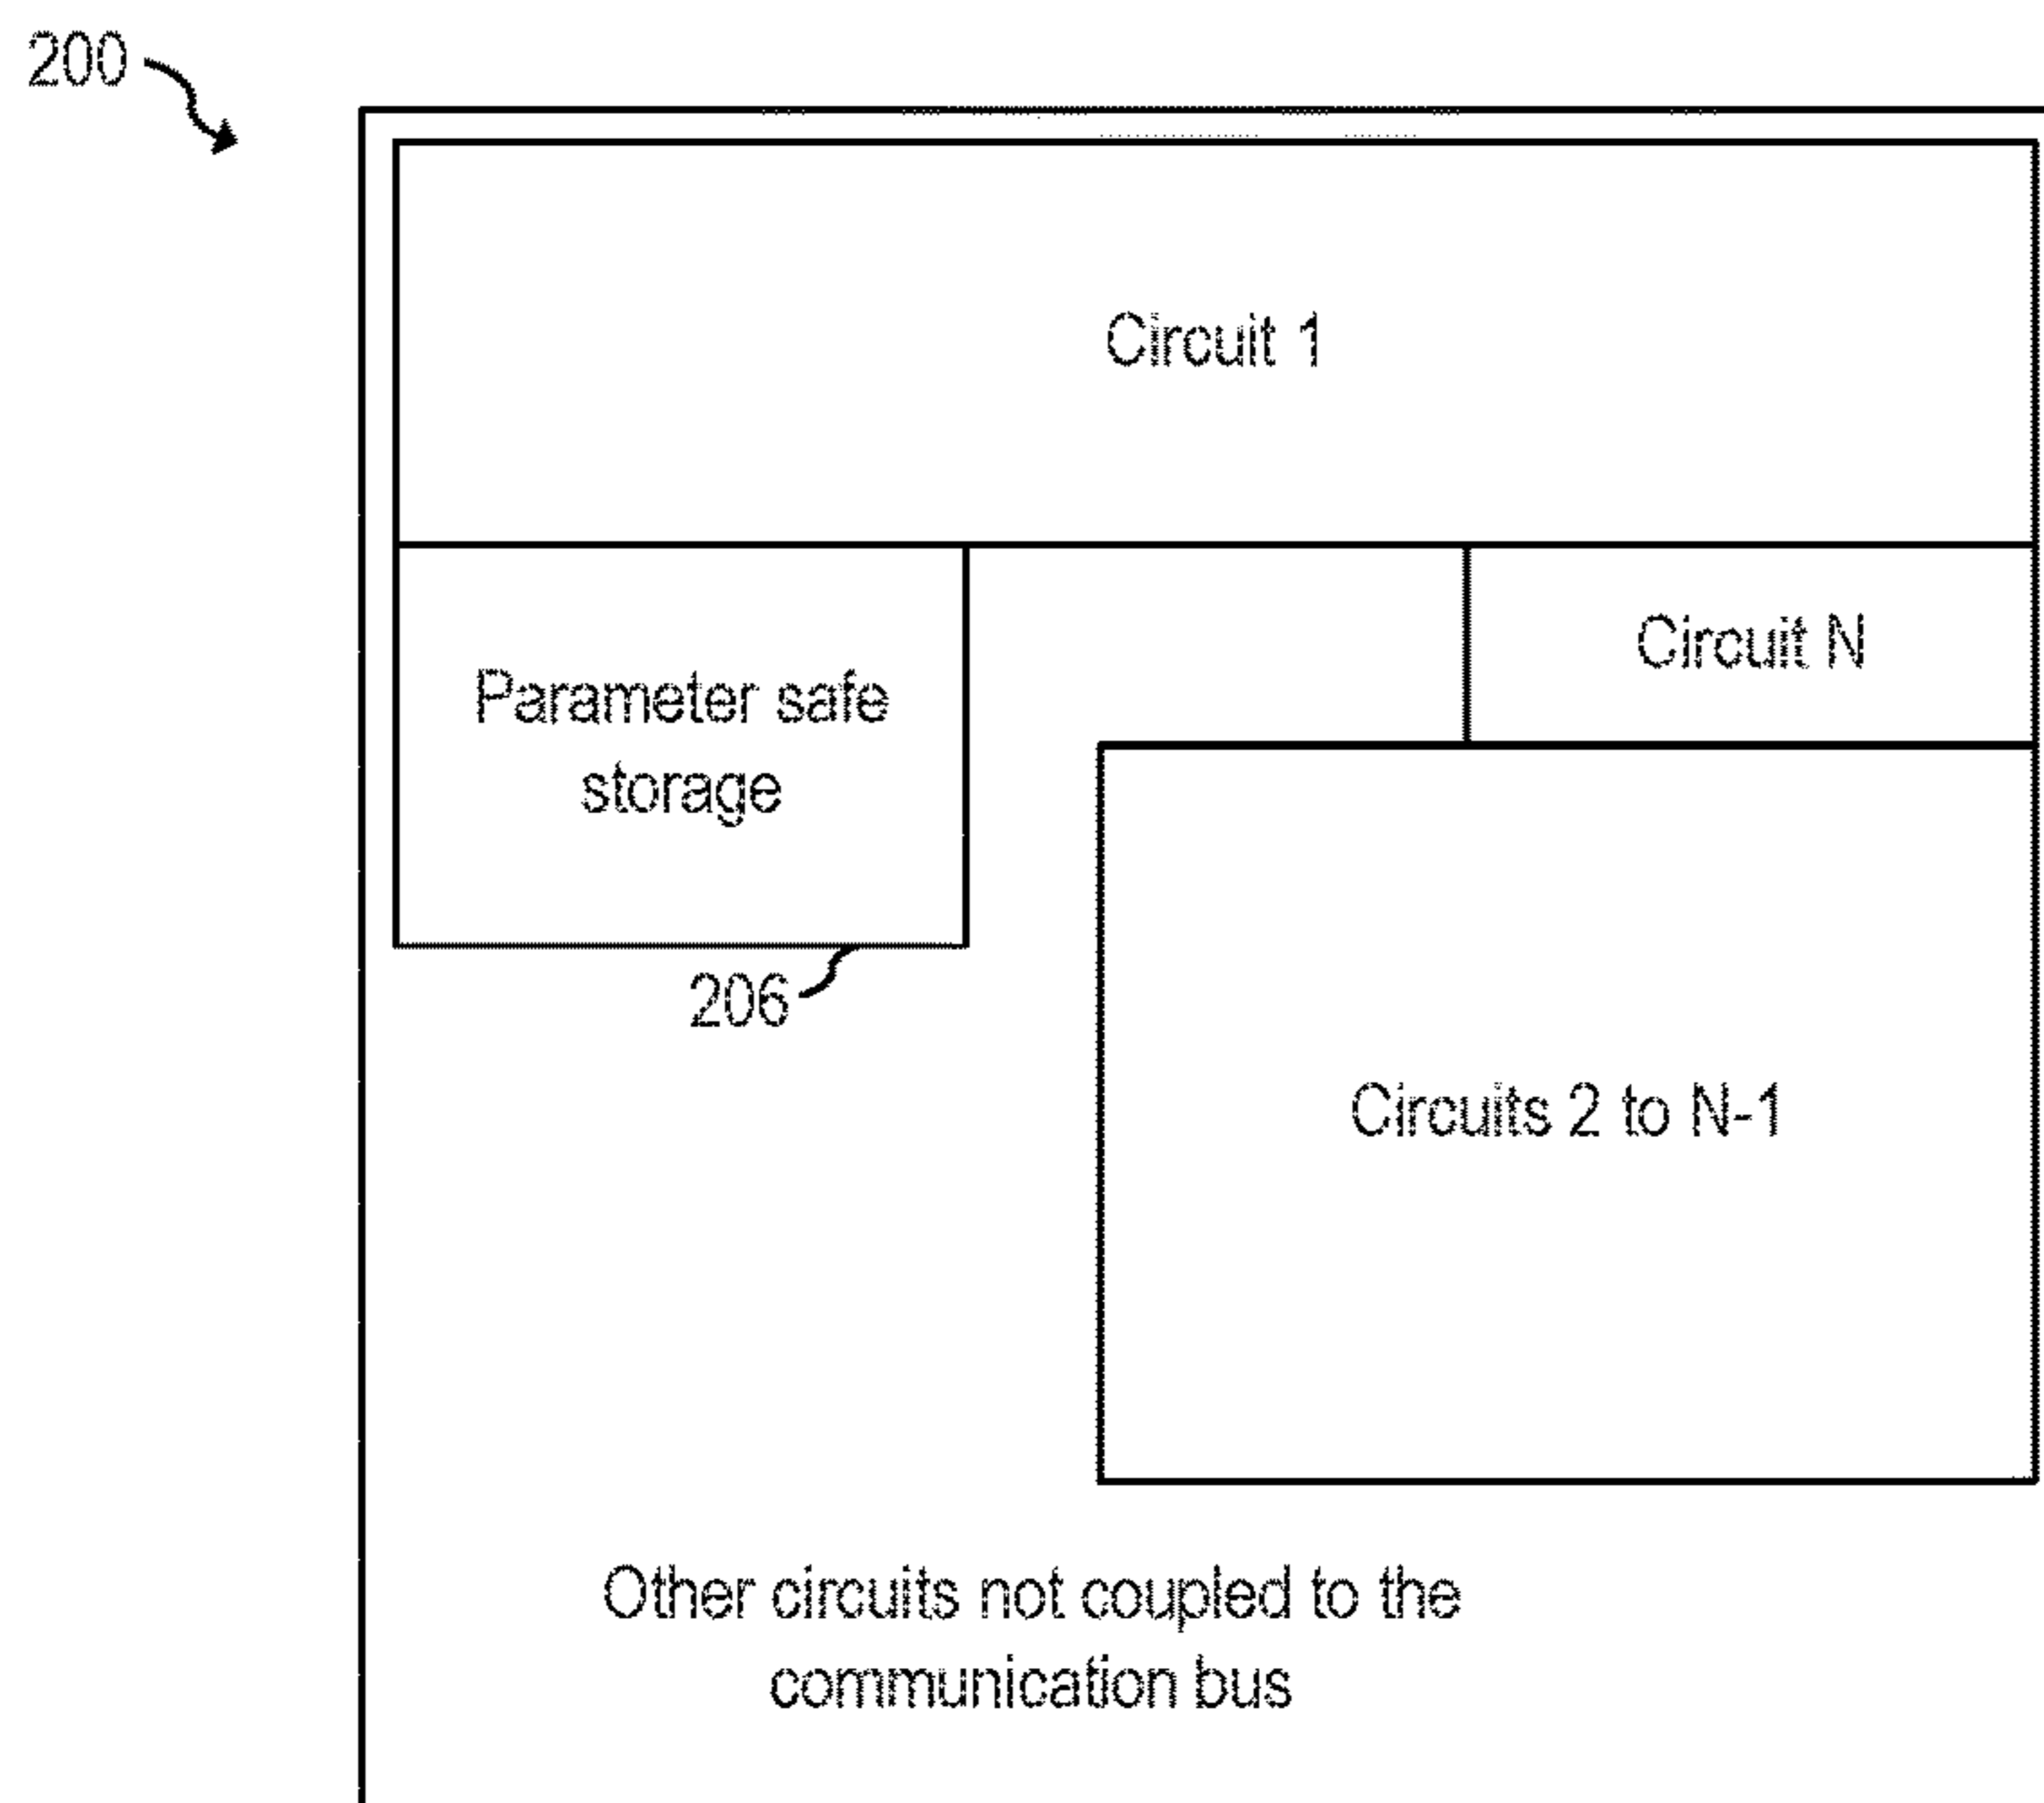 200
Circuit 1
Circuit N
Parameter safe
storage
206
Circuits 2 to N-1
Other circuits not coupled to the
communication bus